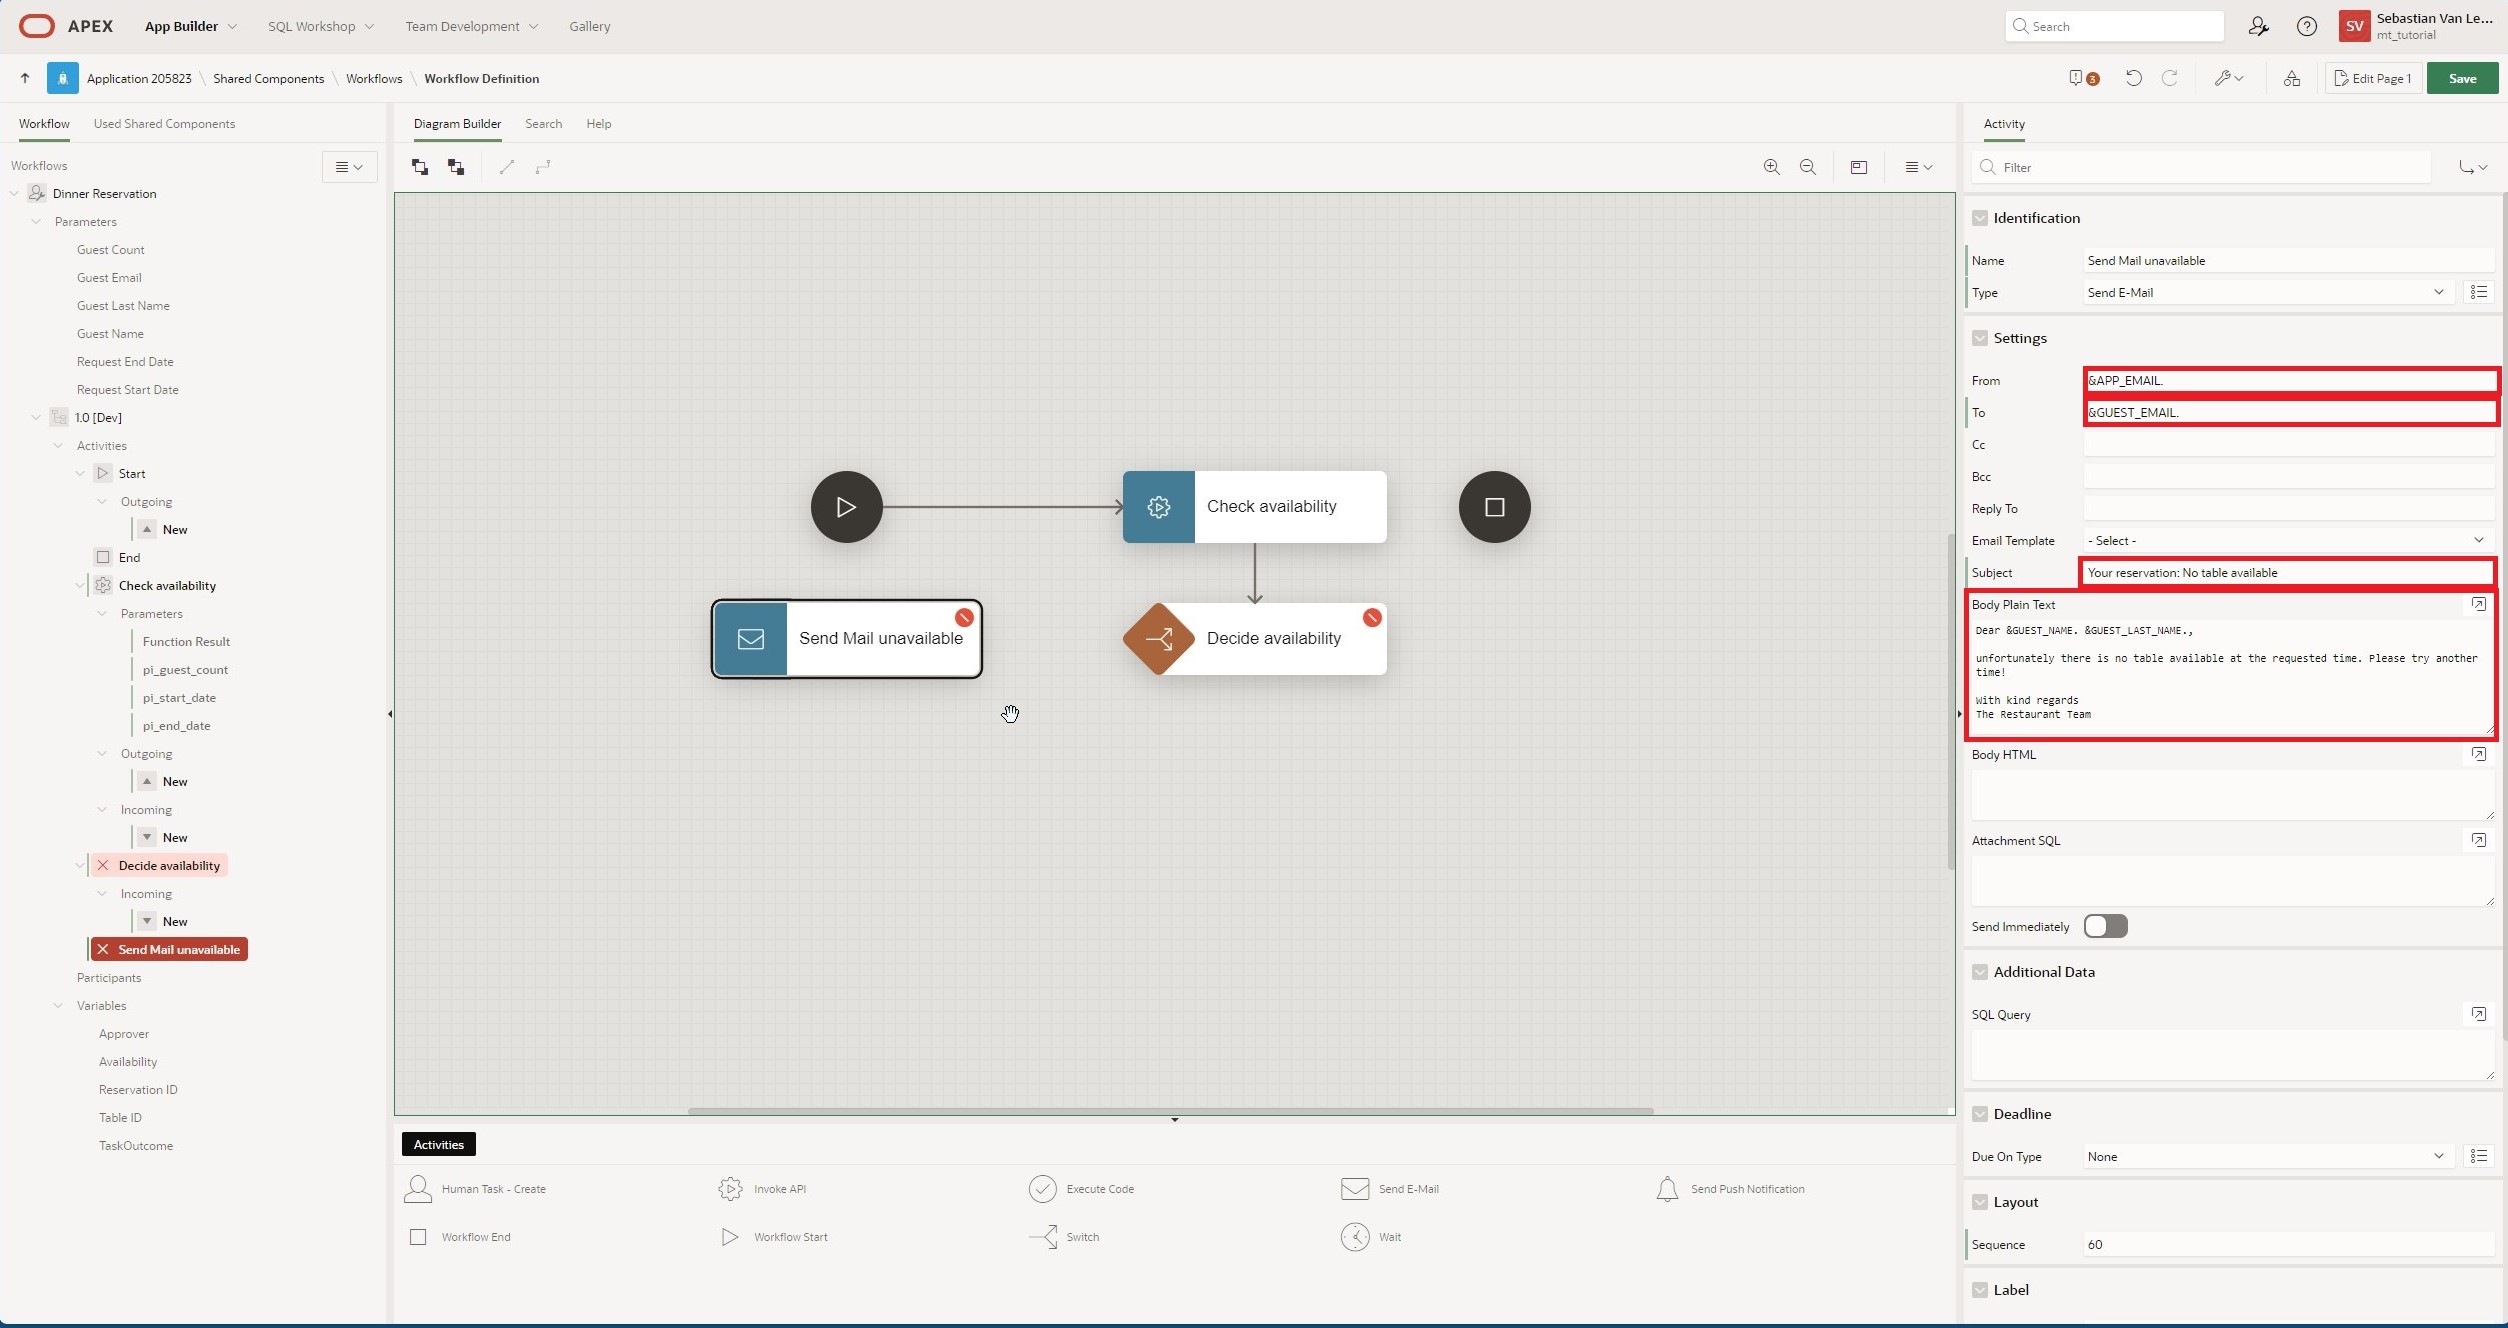 APEX
App Builder
SQL Workshop
Team Development
Gallery
Search
SV
Sebastian Van Le...
mt_tutorial
Application 205823
Shared Components
Workflows
Workflow Definition
3
Edit Page 1
Save
Workflow
Used Shared Components
Workflows
Dinner Reservation
Parameters
Guest Count
Guest Email
Guest Last Name
Guest Name
Request End Date
Request Start Date
1.0 [Dev]
Activities
Start
Outgoing
New
End
Check availability
Parameters
Function Result
pi_guest_count
pi_start_date
pi_end_date
Outgoing
New
Incoming
New
Decide availability
Incoming
New
Send Mail unavailable
Participants
Variables
Approver
Availability
Reservation ID
Table ID
TaskOutcome
Diagram Builder
Search
Help
Check availability
Send Mail unavailable
Decide availability
Activities
Human Task - Create
Invoke API
Execute Code
Send E-Mail
Send Push Notification
Workflow End
Workflow Start
Switch
Wait
Activity
Filter
Identification
Name
Send Mail unavailable
Type
Send E-Mail
Settings
From
&APP_EMAIL.
To
&GUEST_EMAIL.
Cc
Bcc
Reply To
Email Template
- Select -
Subject
Your reservation: No table available
Body Plain Text
Dear &GUEST_NAME. &GUEST_LAST_NAME.,
unfortunately there is no table available at the requested time. Please try another
time!
With kind regards
The Restaurant Team
Body HTML
Attachment SQL
Send Immediately
Additional Data
SQL Query
Deadline
Due On Type
None
Layout
Sequence
60
Label